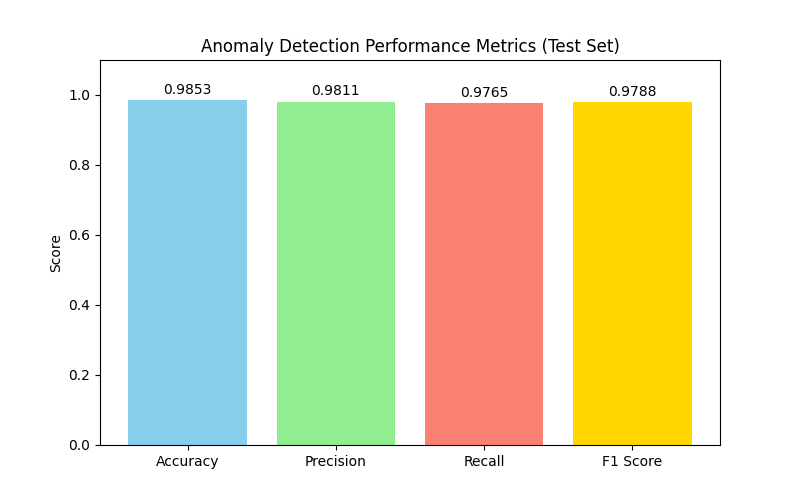 Anomaly Detection Performance Metrics (Test Set)
1.0
0.8
0.6
0.4
0.2
0.0
Score
0.9853
0.9811
0.9765
0.9788
Accuracy
Precision
Recall
F1 Score